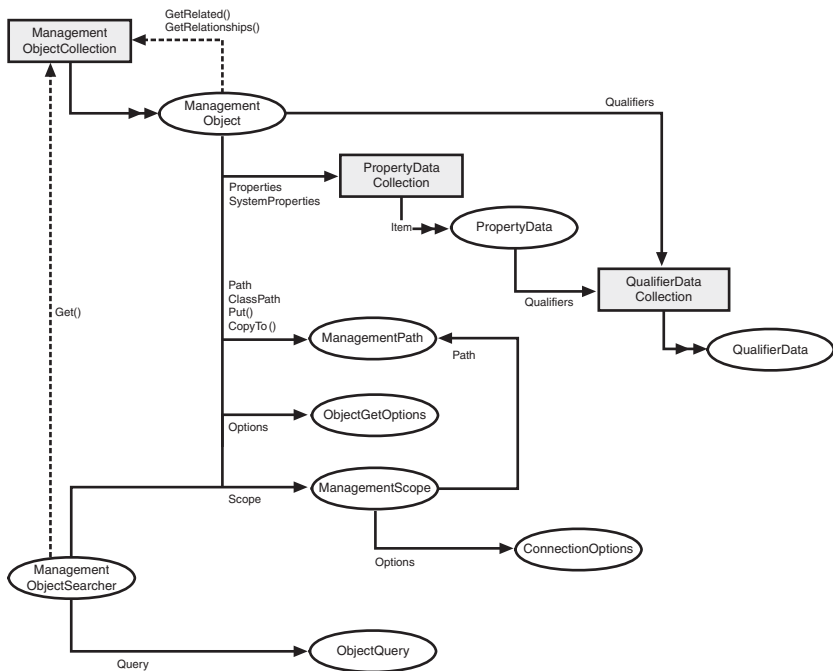 GetRelated()
GetRelationships()
Management
ObjectCollection
Management
Object
Qualifiers
PropertyData
Collection
Properties
SystemProperties
Item
PropertyData
QualifierData
Collection
Qualifiers
Path
ClassPath
Put()
CopyTo()
Get()
ManagementPath
Path
QualifierData
ObjectGetOptions
Options
ManagementScope
Scope
ConnectionOptions
Options
Management
ObjectSearcher
ObjectQuery
Query